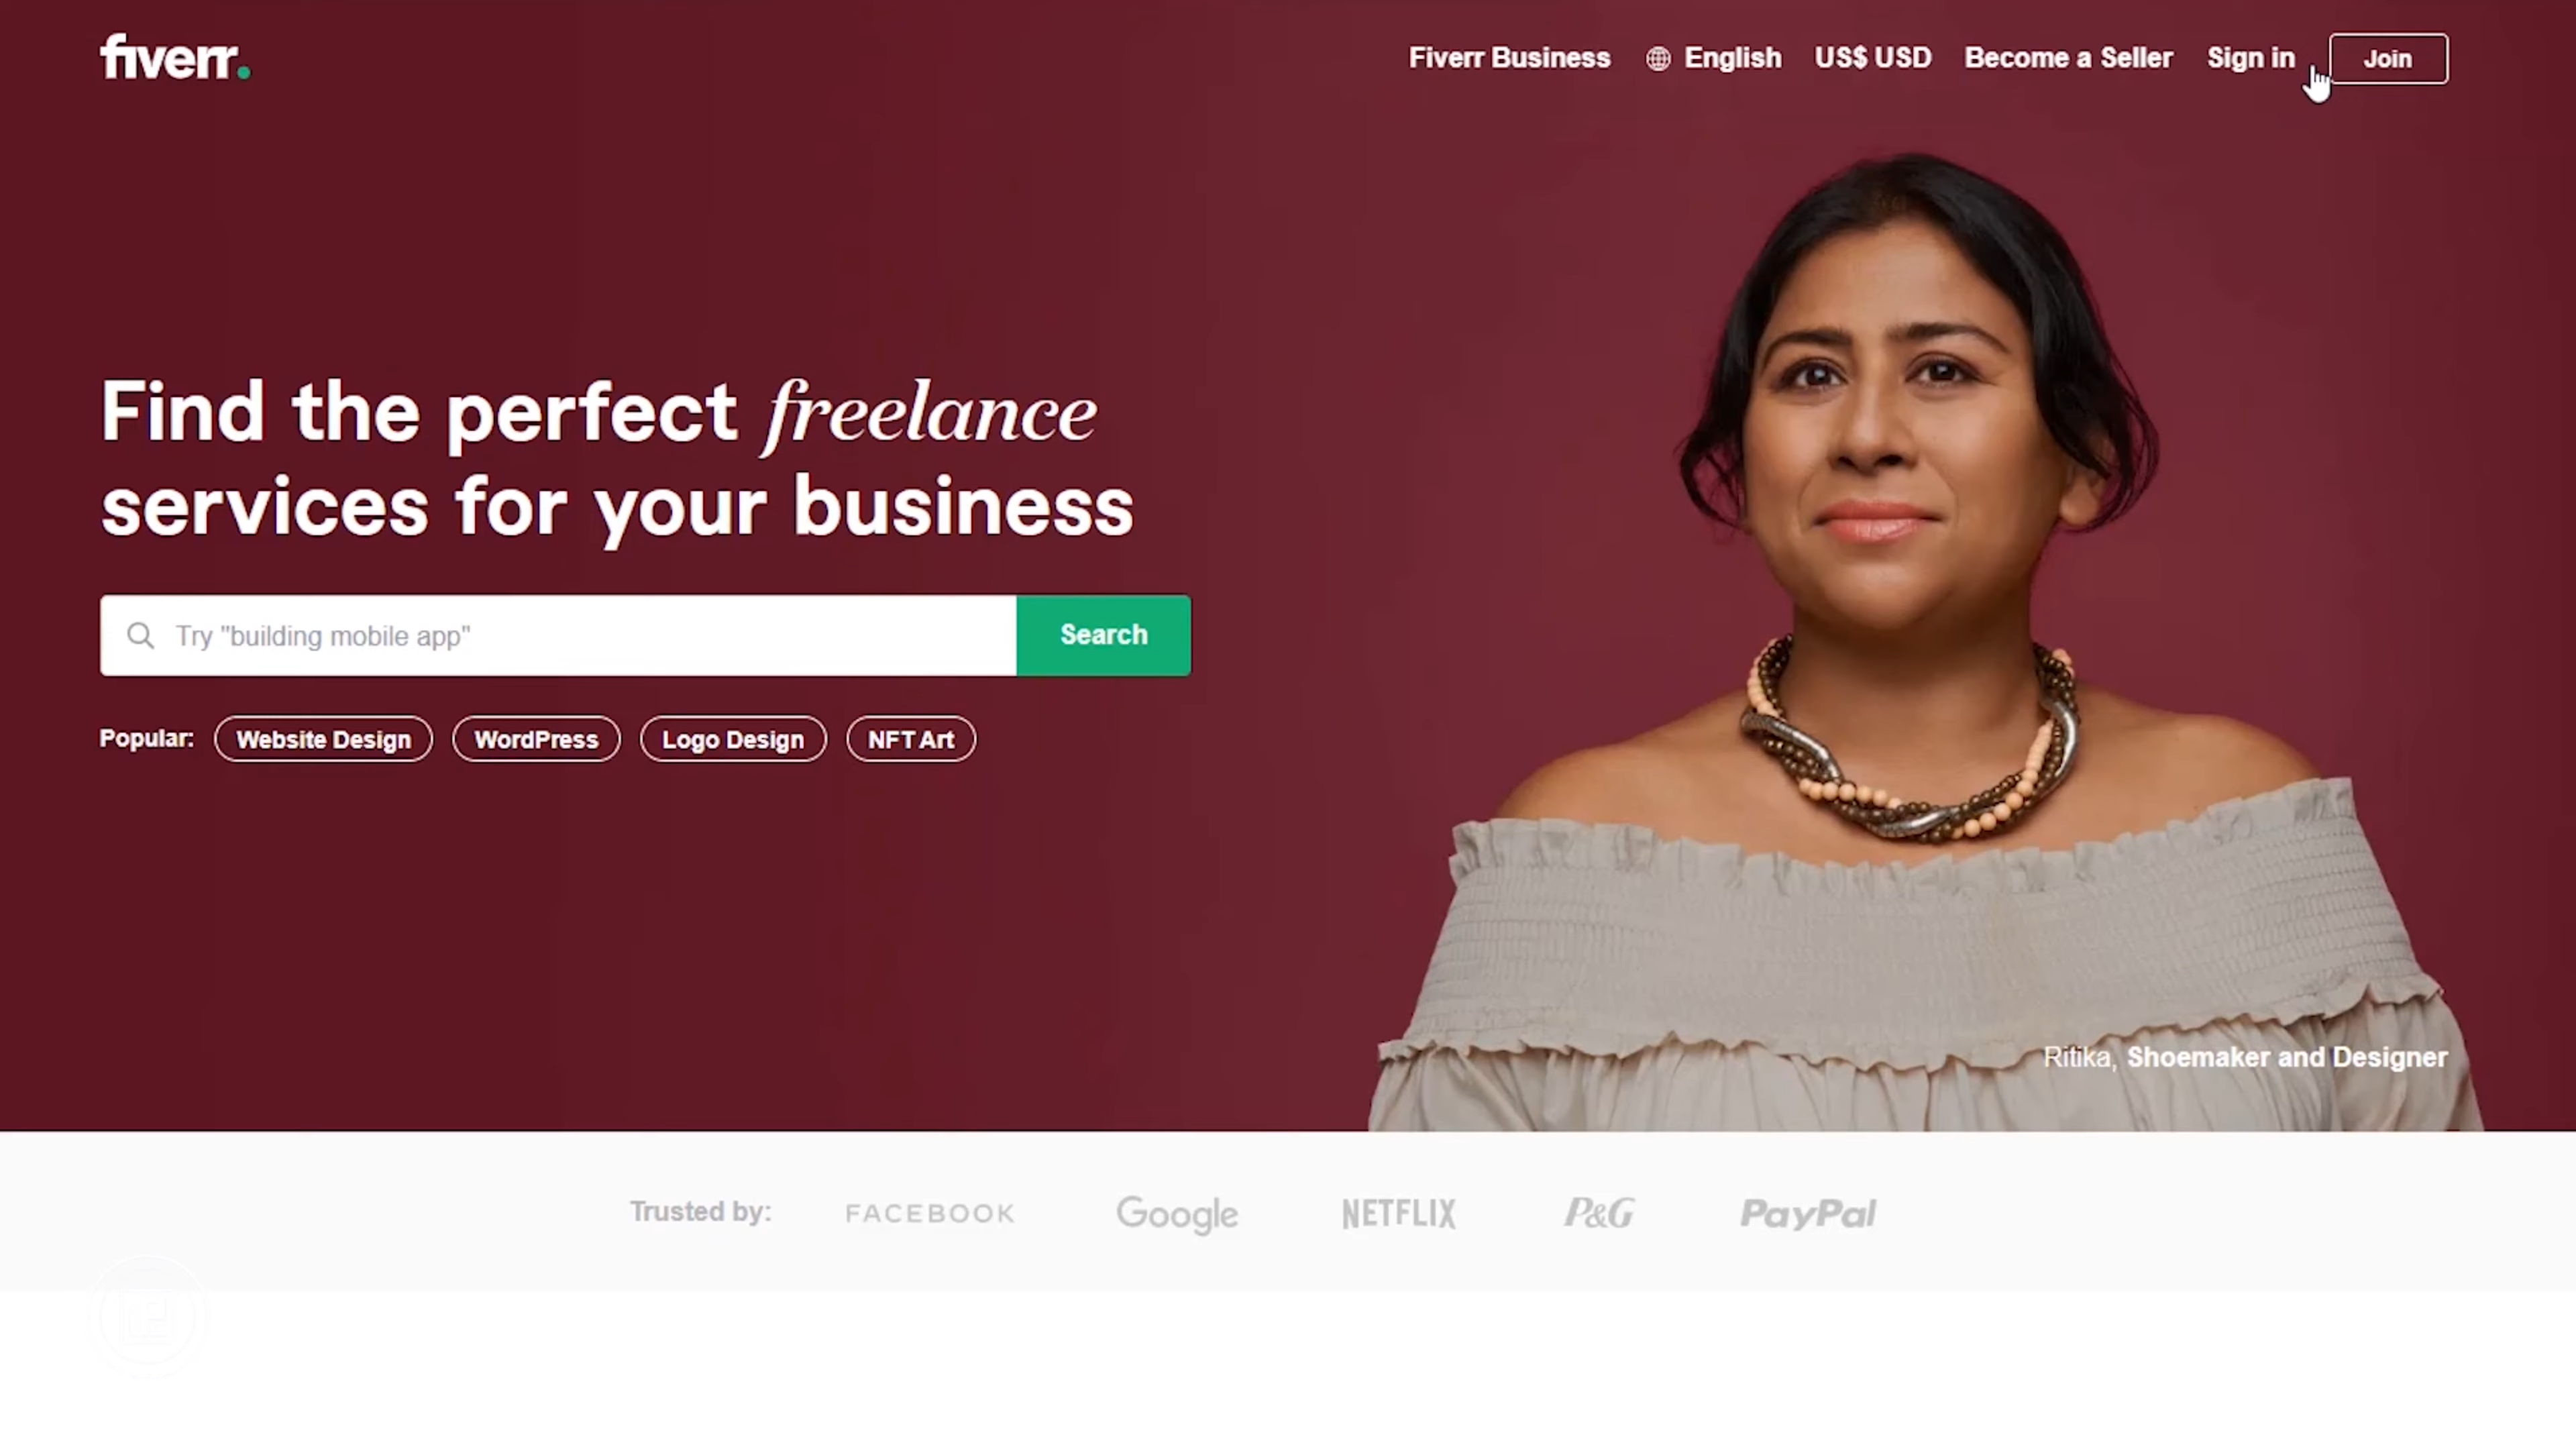 fiverr.
Fiverr Business English US$ USD Become a Seller Sign in Join
Find the perfect freelance
services for your business
Try "building mobile app" Search
Popular: Website Design WordPress Logo Design NFT Art
Ritika, Shoemaker and Designer
Trusted by: FACEBOOK Google NETFLIX P&G PayPal